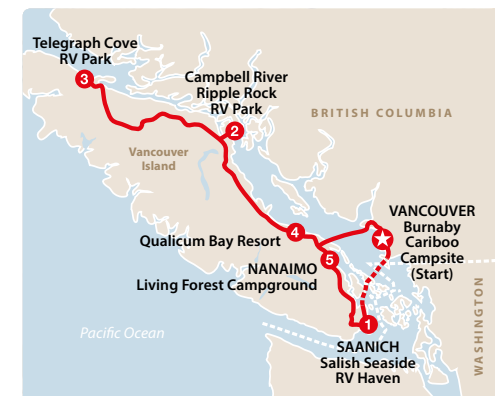 Telegraph Cove
RV Park
3
Campbell River
Ripple Rock
RV Park
2
BRITISH COLUMBIA
Vancouver
Island
VANCOUVER
Burnaby
Cariboo
Campsite
(Start)
Qualicum Bay Resort
4
5
NANAIMO
Living Forest Campground
1
SAANICH
Salish Seaside
RV Haven
Pacific Ocean
WASHINGTON